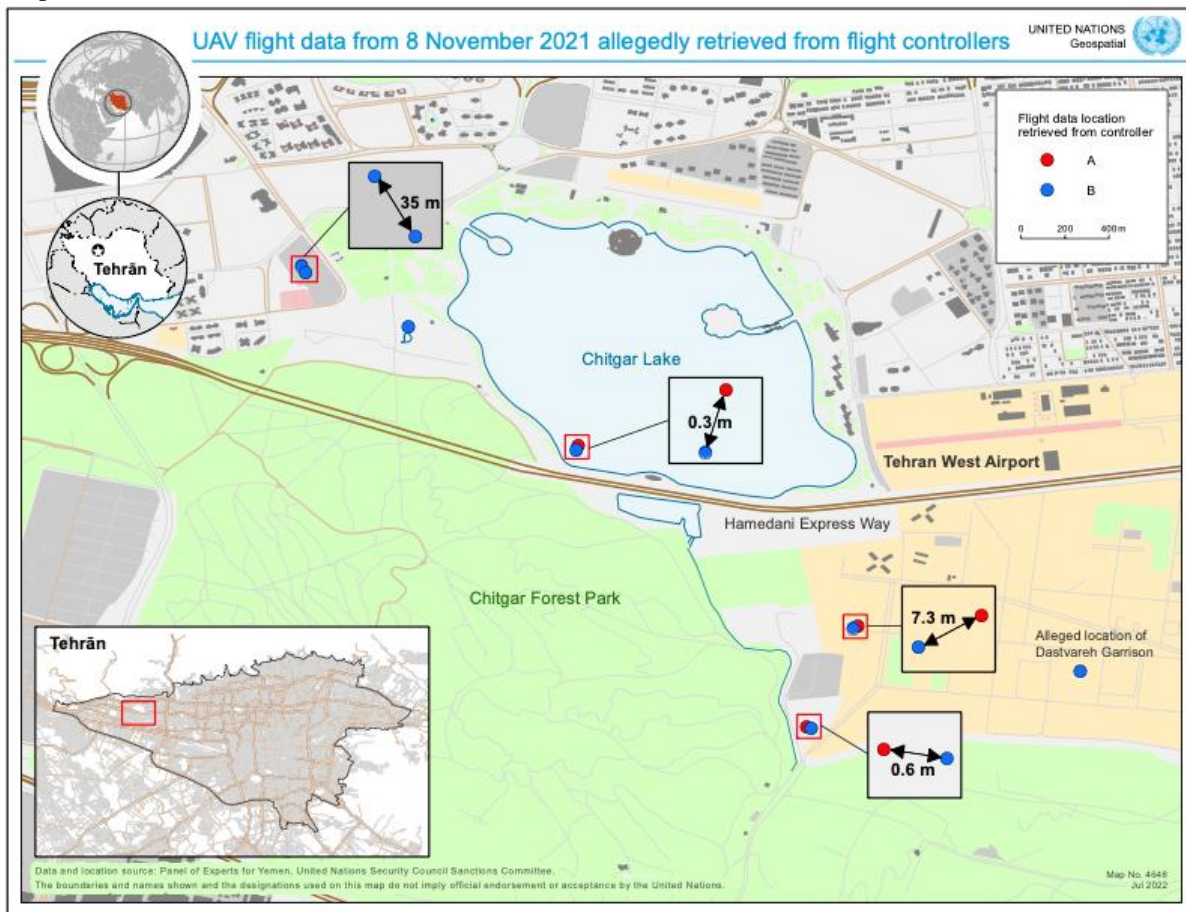 UAV flight data from 8 November 2021 allegedly retrieved from flight controllers
UNITED NATIONS
Geospatial
Flight data location
retrieved from controller
A
B
0 200 400 m
35 m
Tehrān
Chitgar Lake
0.3 m
Tehran West Airport
Hamedani Express Way
Chitgar Forest Park
7.3 m
Alleged location of
Dastvareh Garrison
0.6 m
Tehrān
Data and location source: Panel of Experts for Yemen, United Nations Security Council Sanctions Committee.
The boundaries and names shown and the designations used on this map do not imply official endorsement or acceptance by the United Nations.
Map No. 4648
Jul 2022